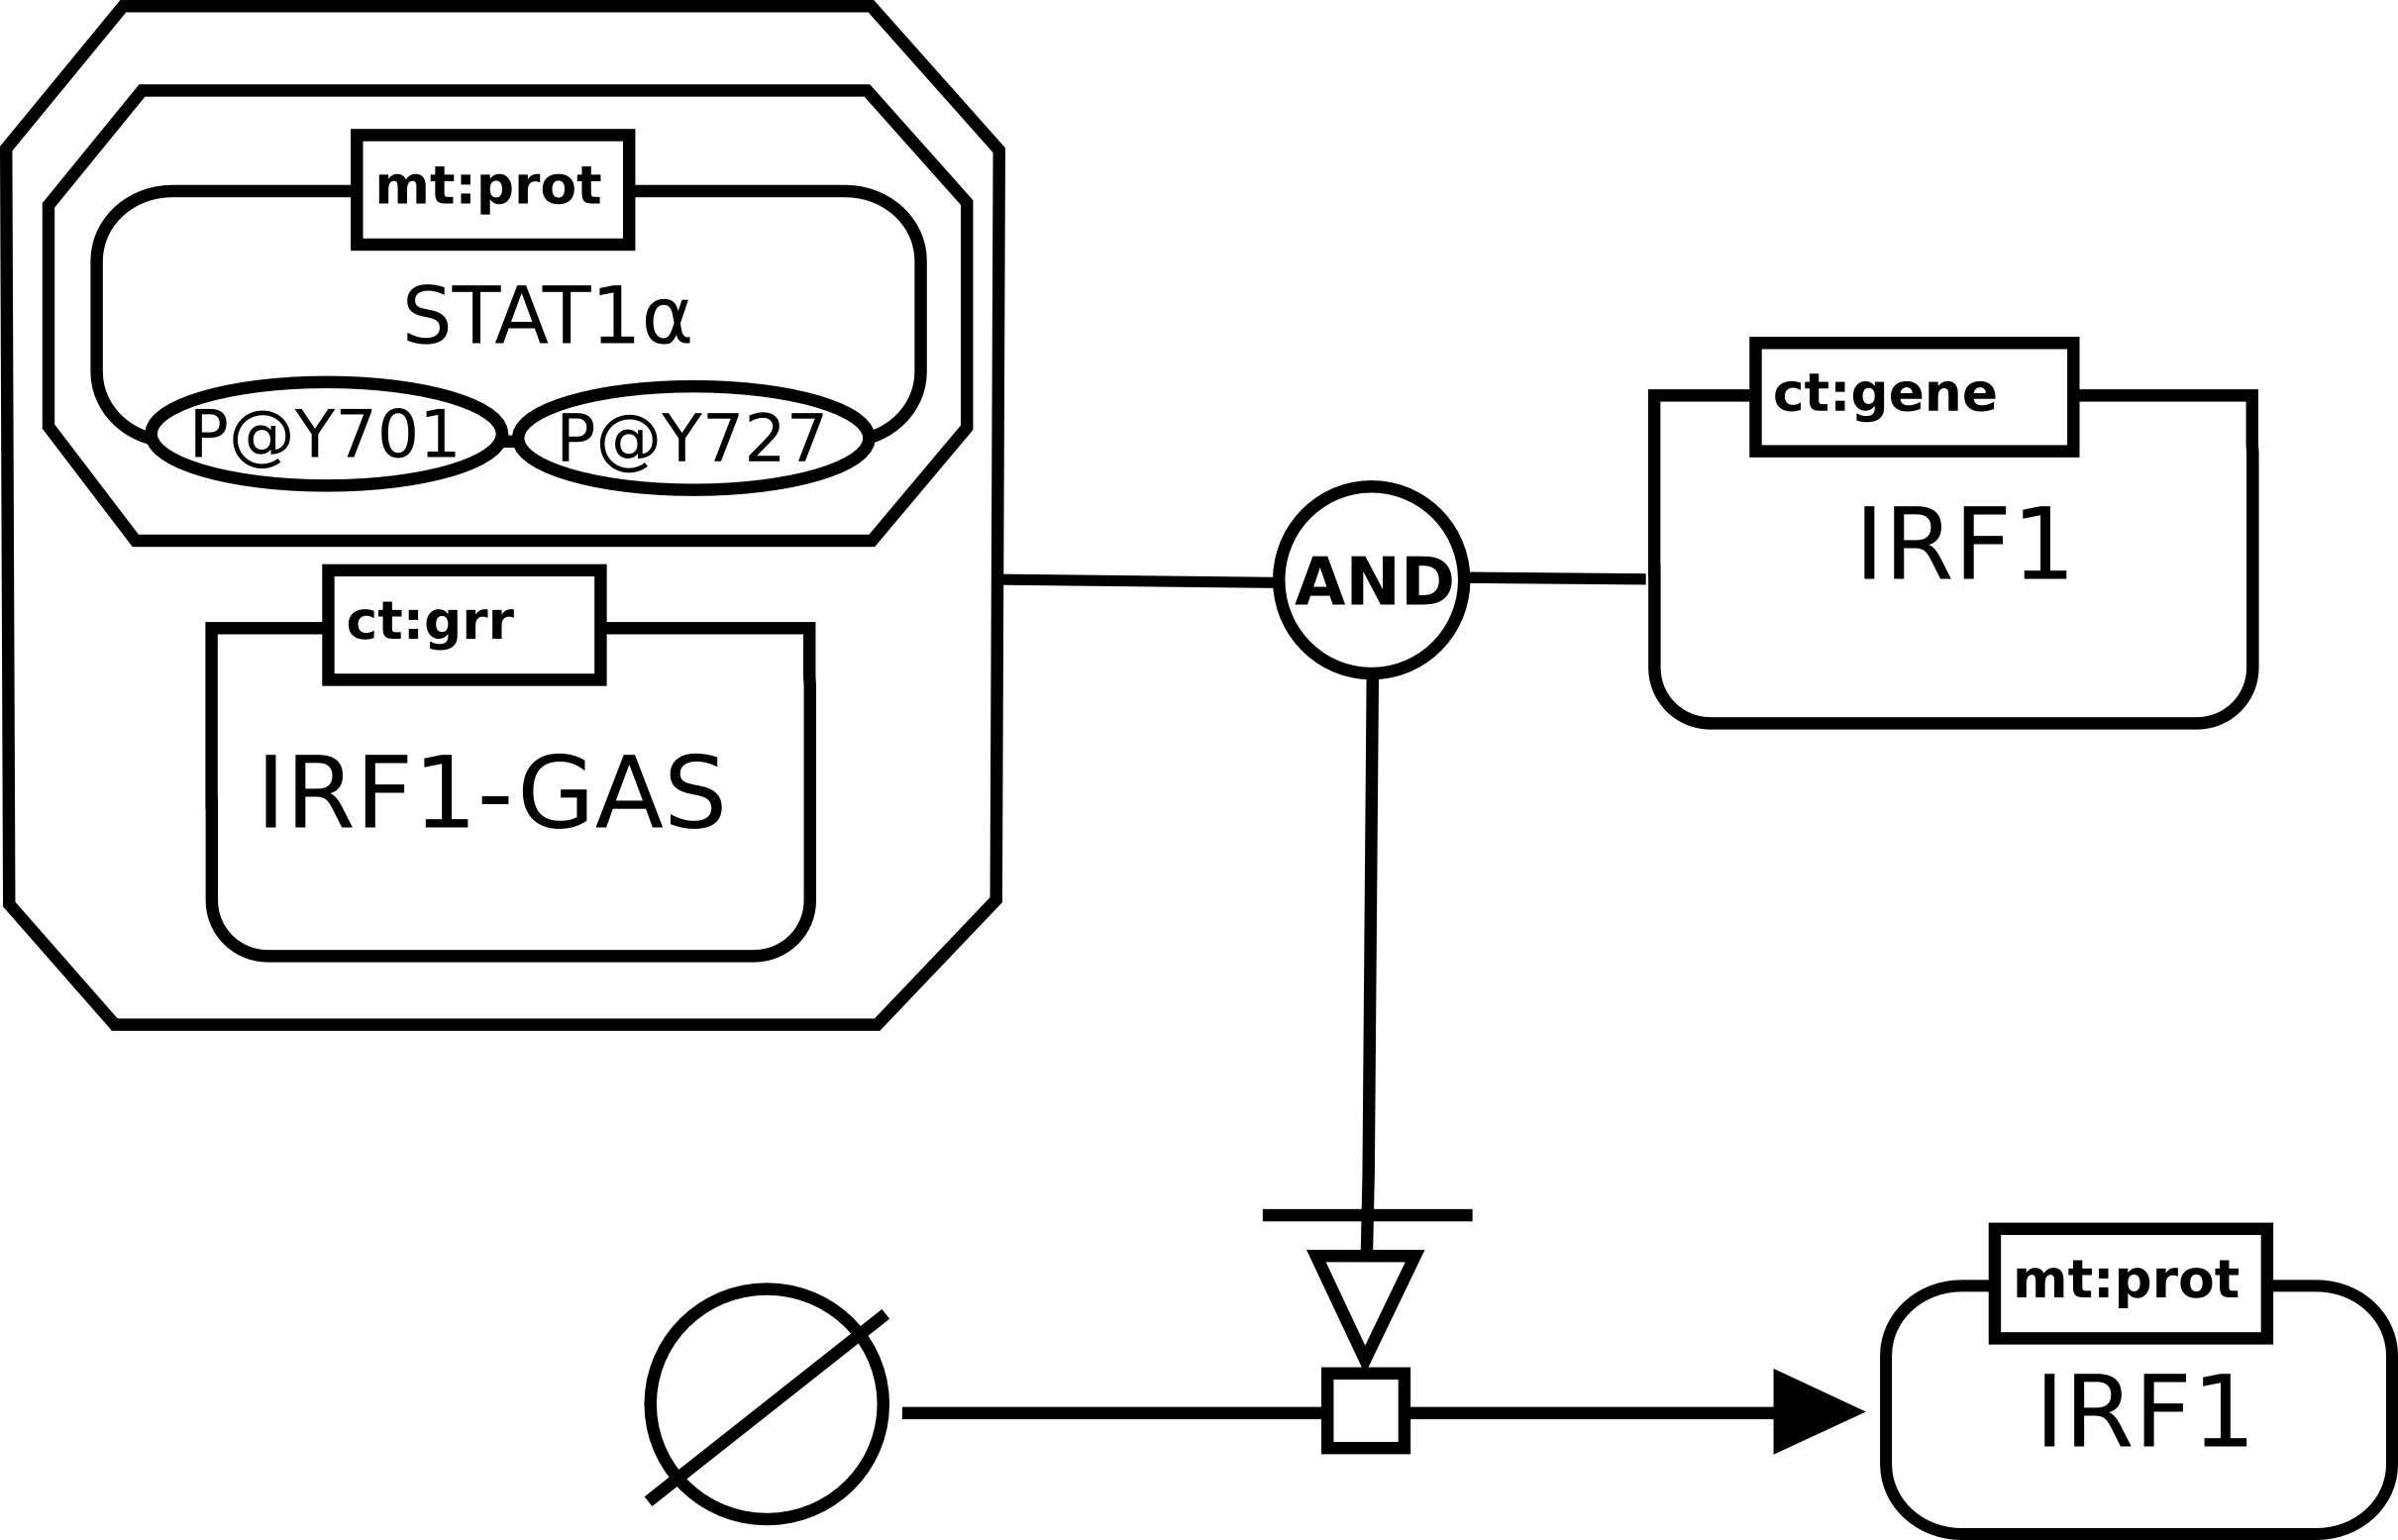 mt:prot
STAT1α
P@Y701 P@Y727
ct:grr
IRF1-GAS
AND
ct:gene
IRF1
mt:prot
IRF1